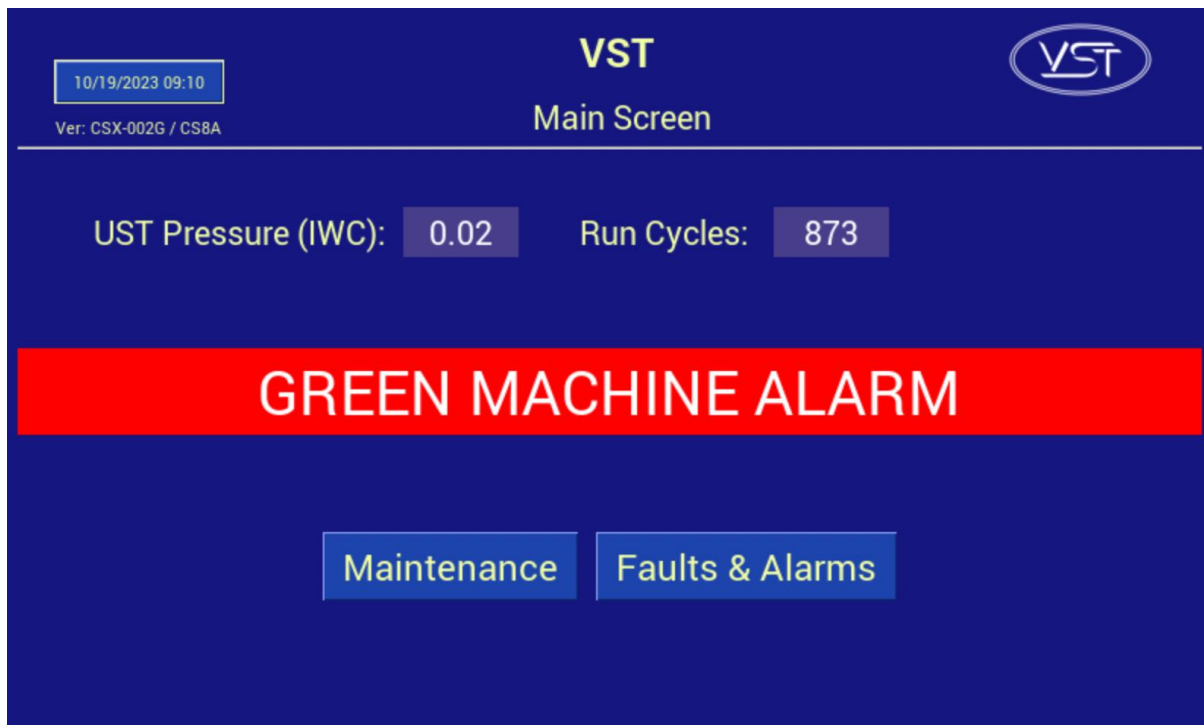 VST
VST
10/19/2023 09:10
Main Screen
Ver: CSX-002G / CS8A
UST Pressure (IWC): 0.02 Run Cycles: 873
GREEN MACHINE ALARM
Maintenance Faults & Alarms